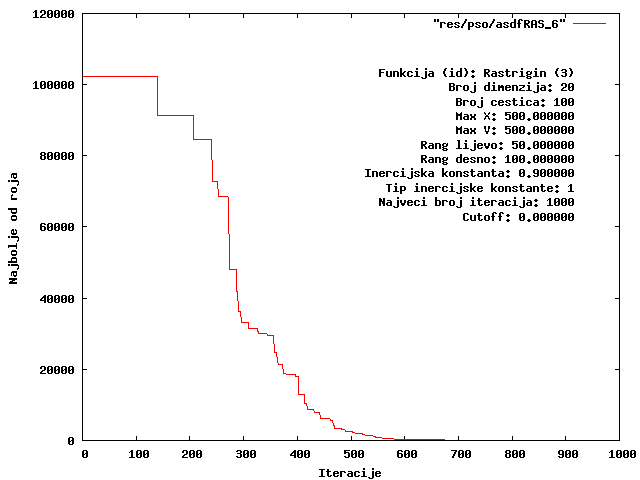 120000
"res/pso/asdfRAS_6"
Funkcija (id): Rastrigin (3)
100000
Broj dimenzija: 20
Broj cestica: 100
Max X: 500.000000
Max V: 500.000000
Rang lijevo: 50.000000
80000
Rang desno: 100.000000
Inercijska konstanta: 0.900000
Tip inercijske konstante: 1
Najveci broj iteracija: 1000
Cutoff: 0.000000
60000
Najbolje od roja
40000
20000
0
0 100 200 300 400 500 600 700 800 900 1000
Iteracije